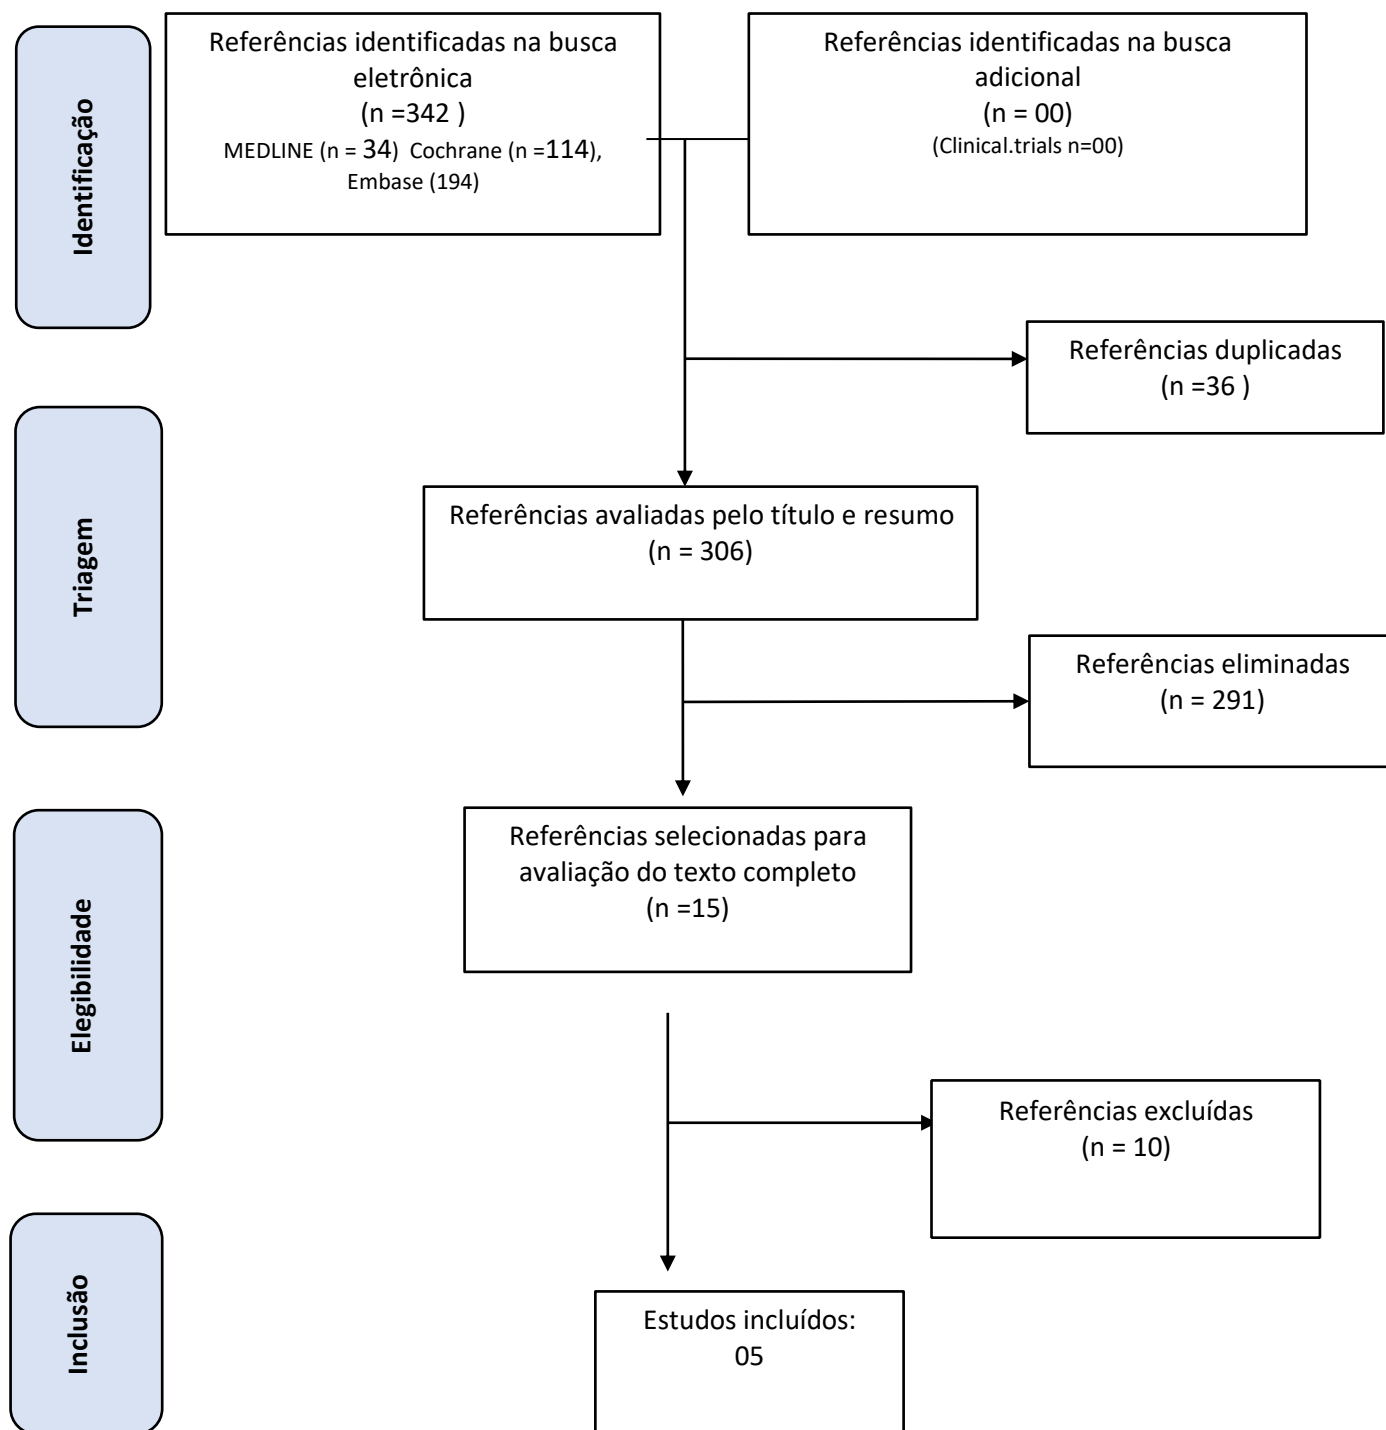 Identificação
Referências identificadas na busca
eletrônica
(n =342 )
MEDLINE (n = 34)  Cochrane (n =114),
Embase (194)
Referências identificadas na busca
adicional
(n = 00)
(Clinical.trials n=00)
Referências duplicadas
(n =36 )
Triagem
Referências avaliadas pelo título e resumo
(n = 306)
Referências eliminadas
(n = 291)
Elegibilidade
Referências selecionadas para
avaliação do texto completo
(n =15)
Referências excluídas
(n = 10)
Inclusão
Estudos incluídos:
05